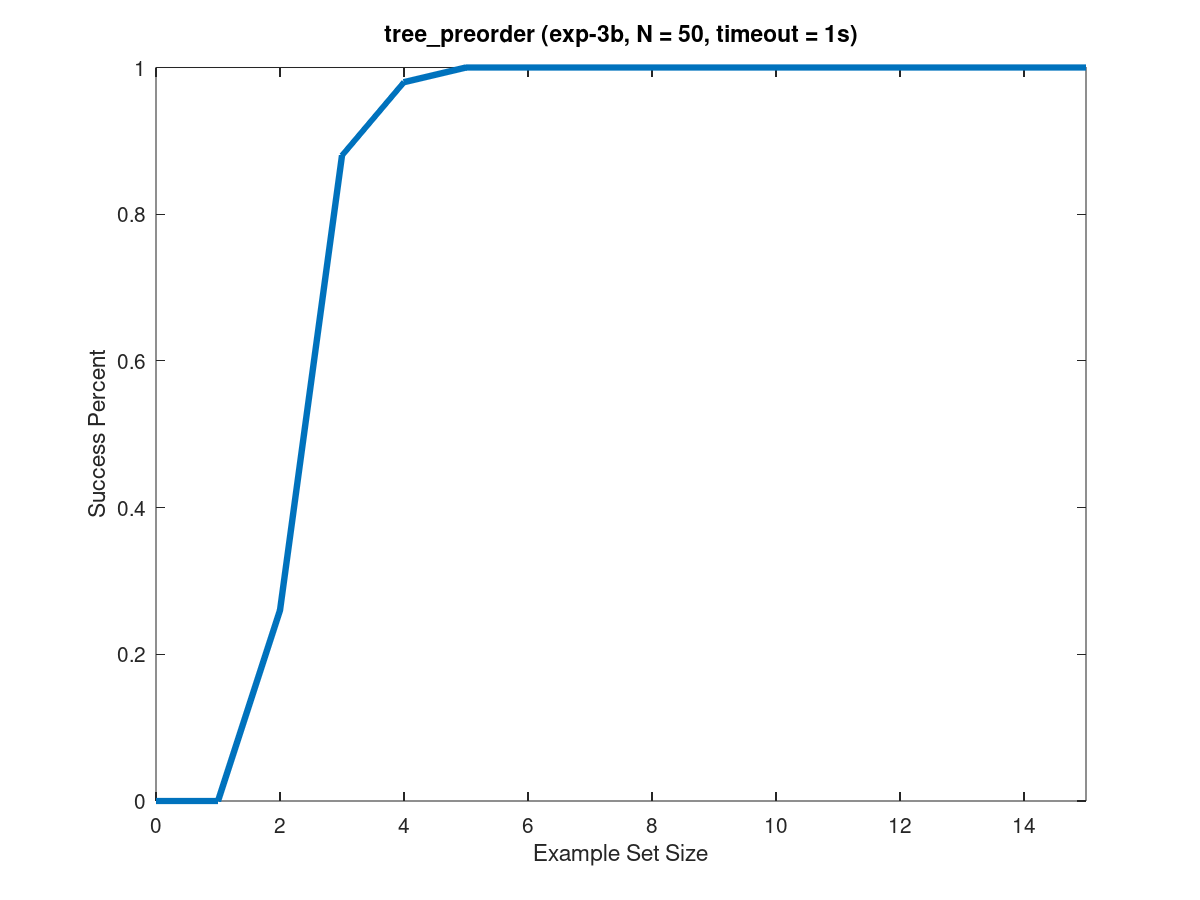 tree_preorder (exp-3b, N = 50, timeout = 1s)
1
0.8
0.6
0.4
0.2
0
Success Percent
0 2 4 6 8 10 12 14
Example Set Size